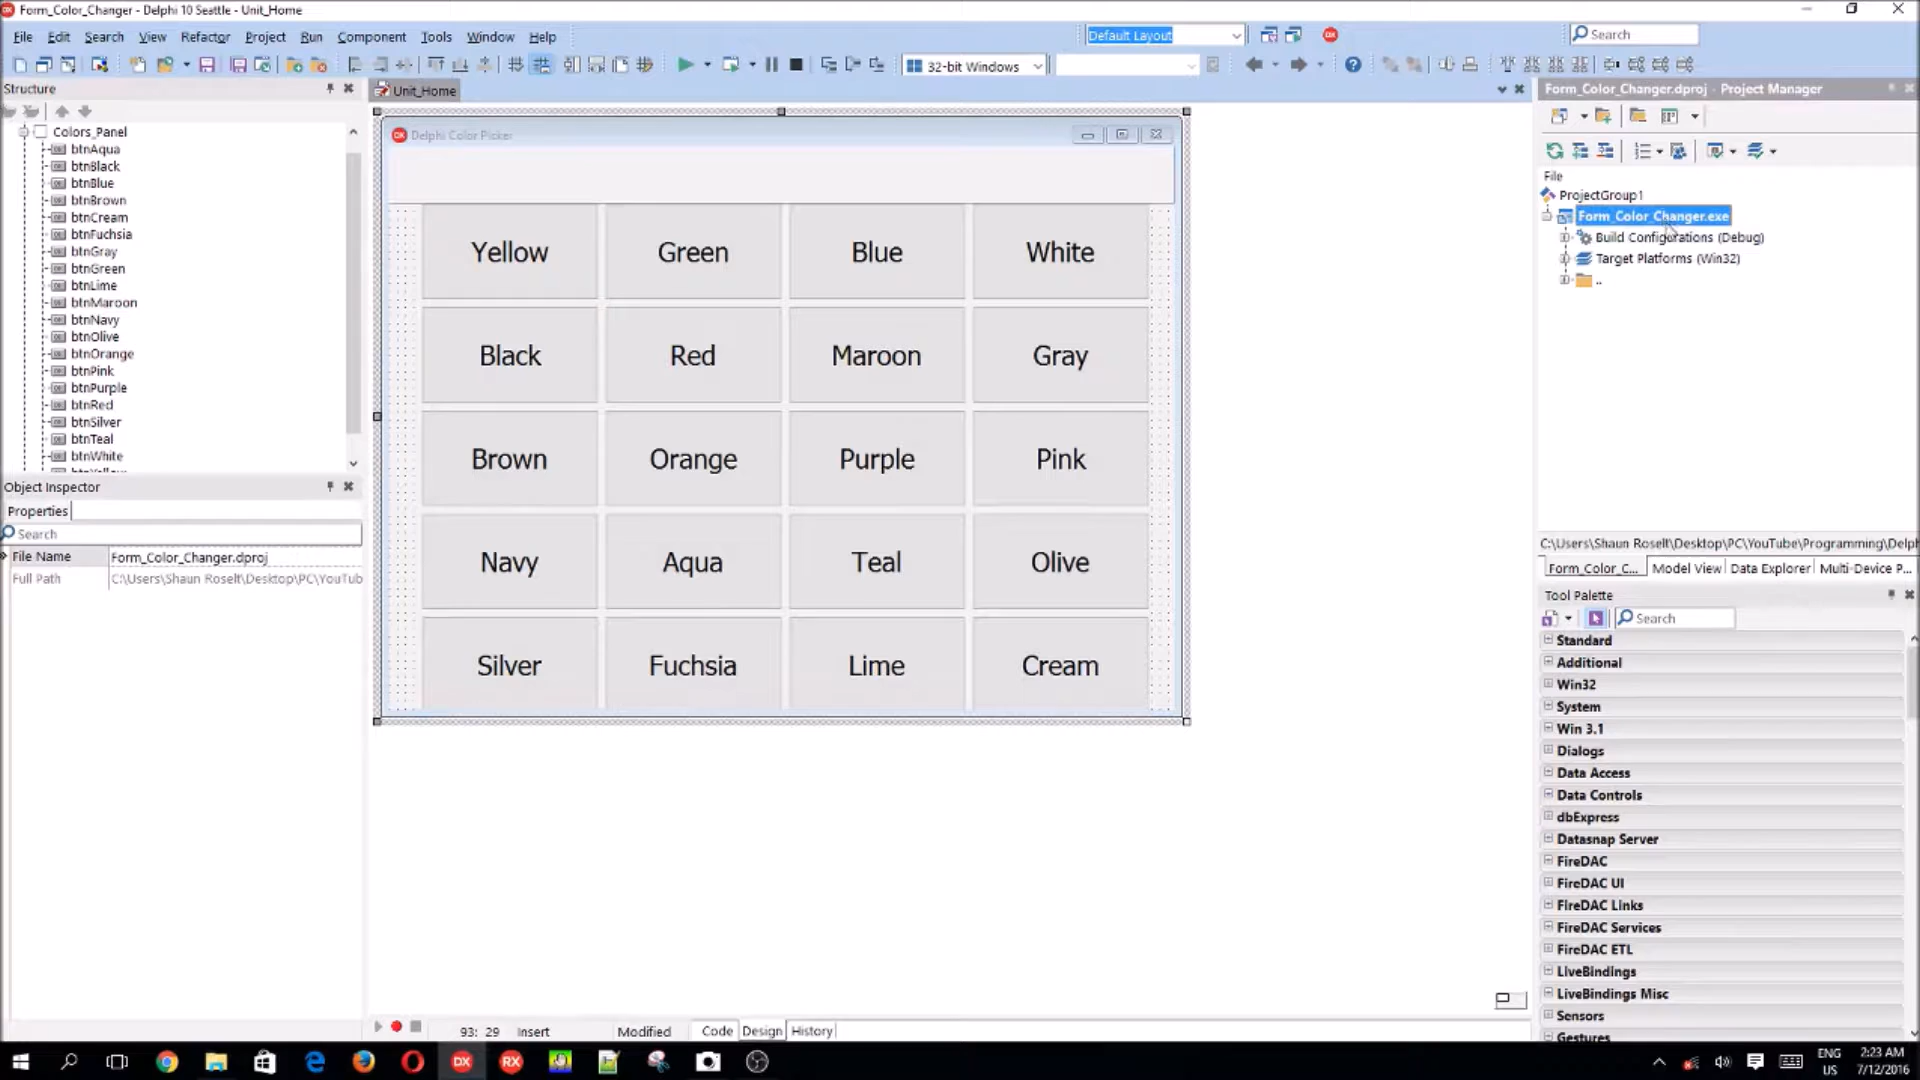 Form_Color_Changer - Delphi 10 Seattle - Unit_Home
File Edit Search View Refactor Project Run Component Tools Window Help
Default Layout
Search
32-bit Windows
Structure
Colors_Panel
btnAqua
btnBlack
btnBlue
btnBrown
btnCream
btnFuchsia
btnGray
btnGreen
btnLime
btnMaroon
btnNavy
btnOlive
btnOrange
btnPink
btnPurple
btnRed
btnSilver
btnTeal
btnWhite
Object Inspector
Properties
Search
File Name Form_Color_Changer.dproj
Full Path C:\Users\Shaun Roselt\Desktop\PC\YouTub
Unit_Home
Delphi Color Picker
Yellow Green Blue White
Black Red Maroon Gray
Brown Orange Purple Pink
Navy Aqua Teal Olive
Silver Fuchsia Lime Cream
93: 29 Insert Modified Code Design History
Form_Color_Changer.dproj - Project Manager
File
ProjectGroup1
Form_Color_Changer.exe
Build Configurations (Debug)
Target Platforms (Win32)
..
C:\Users\Shaun Roselt\Desktop\PC\YouTube\Programming\Delph
Form_Color_C... Model View Data Explorer Multi-Device P...
Tool Palette
Search
Standard
Additional
Win32
System
Win 3.1
Dialogs
Data Access
Data Controls
dbExpress
Datasnap Server
FireDAC
FireDAC UI
FireDAC Links
FireDAC Services
FireDAC ETL
LiveBindings
LiveBindings Misc
Sensors
Gestures
DX RX
ENG
US
2:23 AM
7/12/2016